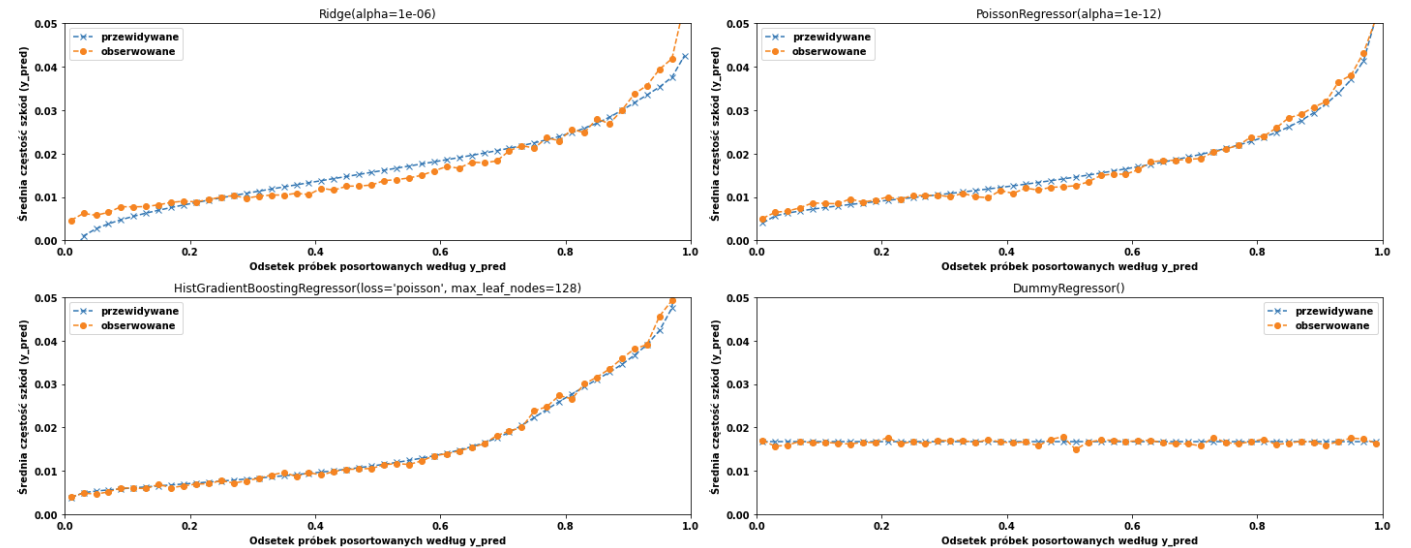 Ridge(alpha=1e-06)
0.05
0.04
0.03
0.02
0.01
0.00
Średnia częstość szkód (y_pred)
przewidywane
obserwowane
0.0 0.2 0.4 0.6 0.8 1.0
Odsetek próbek posortowanych według y_pred
PoissonRegressor(alpha=1e-12)
0.05
0.04
0.03
0.02
0.01
0.00
Średnia częstość szkód (y_pred)
przewidywane
obserwowane
0.0 0.2 0.4 0.6 0.8 1.0
Odsetek próbek posortowanych według y_pred
HistGradientBoostingRegressor(loss='poisson', max_leaf_nodes=128)
0.05
0.04
0.03
0.02
0.01
0.00
Średnia częstość szkód (y_pred)
przewidywane
obserwowane
0.0 0.2 0.4 0.6 0.8 1.0
Odsetek próbek posortowanych według y_pred
DummyRegressor()
0.05
0.04
0.03
0.02
0.01
0.00
Średnia częstość szkód (y_pred)
przewidywane
obserwowane
0.0 0.2 0.4 0.6 0.8 1.0
Odsetek próbek posortowanych według y_pred